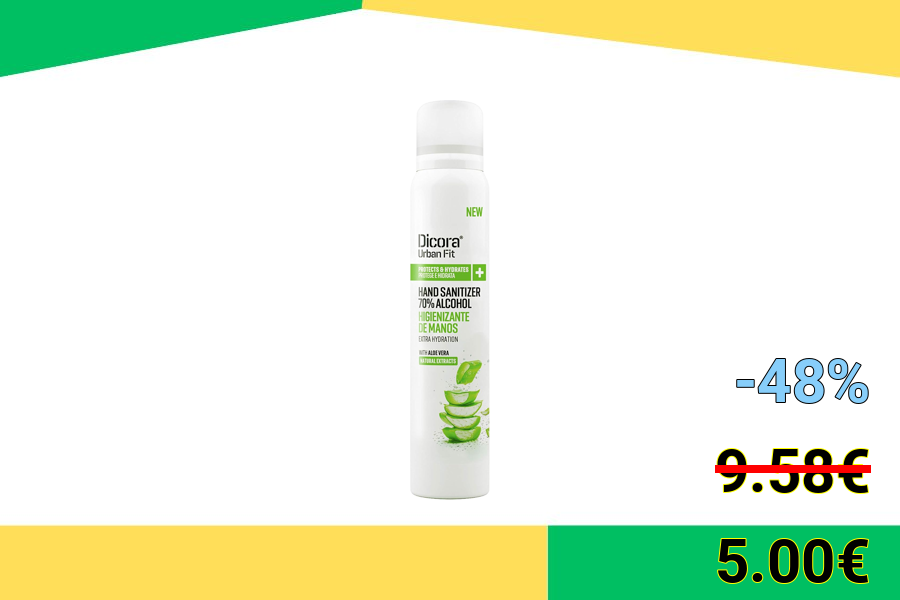 NEW
Dicora®
Urban Fit
PROTECTS & HYDRATES
PROTEGE E HIDRATA
HAND SANITIZER
70% ALCOHOL
HIGIENIZANTE
DE MANOS
EXTRA HYDRATION
WITH ALOE VERA
NATURAL EXTRACTS
-48%
9.58€
5.00€